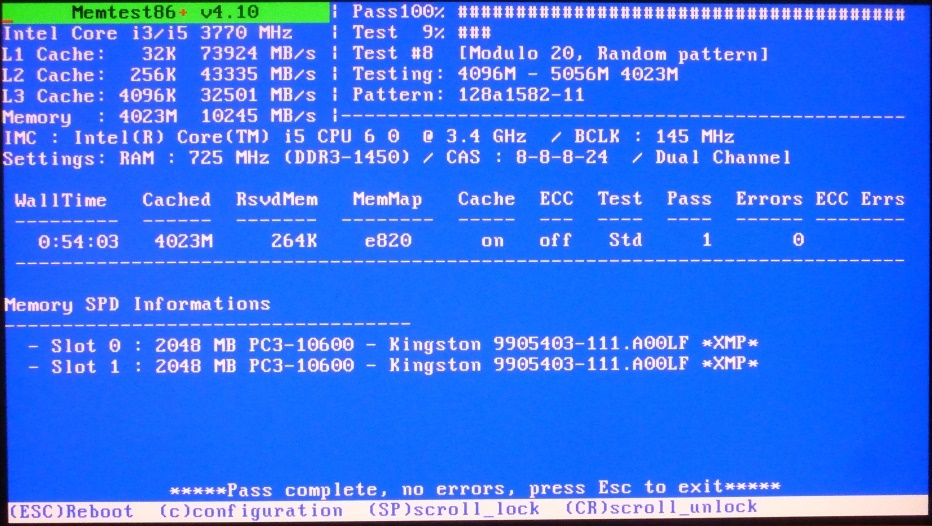 Memtest86+ v4.10 | Pass100% #######################################
Intel Core i3/i5 3770 MHz | Test 9% ###
L1 Cache: 32K 73924 MB/s | Test #8 [Modulo 20, Random pattern]
L2 Cache: 256K 43335 MB/s | Testing: 4096M - 5056M 4023M
L3 Cache: 4096K 32501 MB/s | Pattern: 128a1582-11
Memory : 4023M 10245 MB/s |-------------------------------------------------
IMC : Intel(R) Core(TM) i5 CPU 6 0 @ 3.4 GHz / BCLK : 145 MHz
Settings: RAM : 725 MHz (DDR3-1450) / CAS : 8-8-8-24 / Dual Channel
WallTime Cached RsvdMem MemMap Cache ECC Test Pass Errors ECC Errs
--------- ------ ------- -------- ----- --- ---- ---- ------ --------
0:54:03 4023M 264K e820 on off Std 1 0
-----------------------------------------------------------------------------
Memory SPD Informations
-----------------------------------
- Slot 0 : 2048 MB PC3-10600 - Kingston 9905403-111.A00LF *XMP*
- Slot 1 : 2048 MB PC3-10600 - Kingston 9905403-111.A00LF *XMP*
*****Pass complete, no errors, press Esc to exit*****
(ESC)Reboot (c)configuration (SP)scroll_lock (CR)scroll_unlock